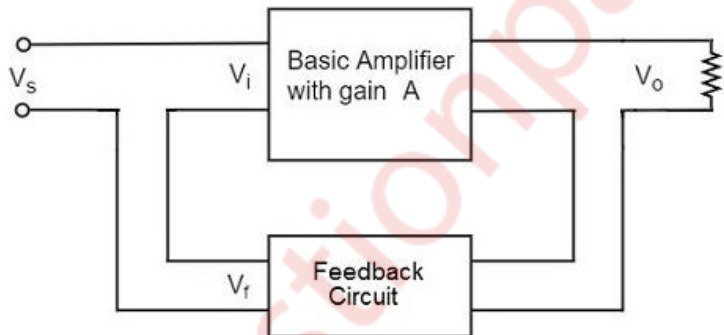 Basic Amplifier
with gain A
Vs
Vi
Vo
Feedback
Circuit
Vf